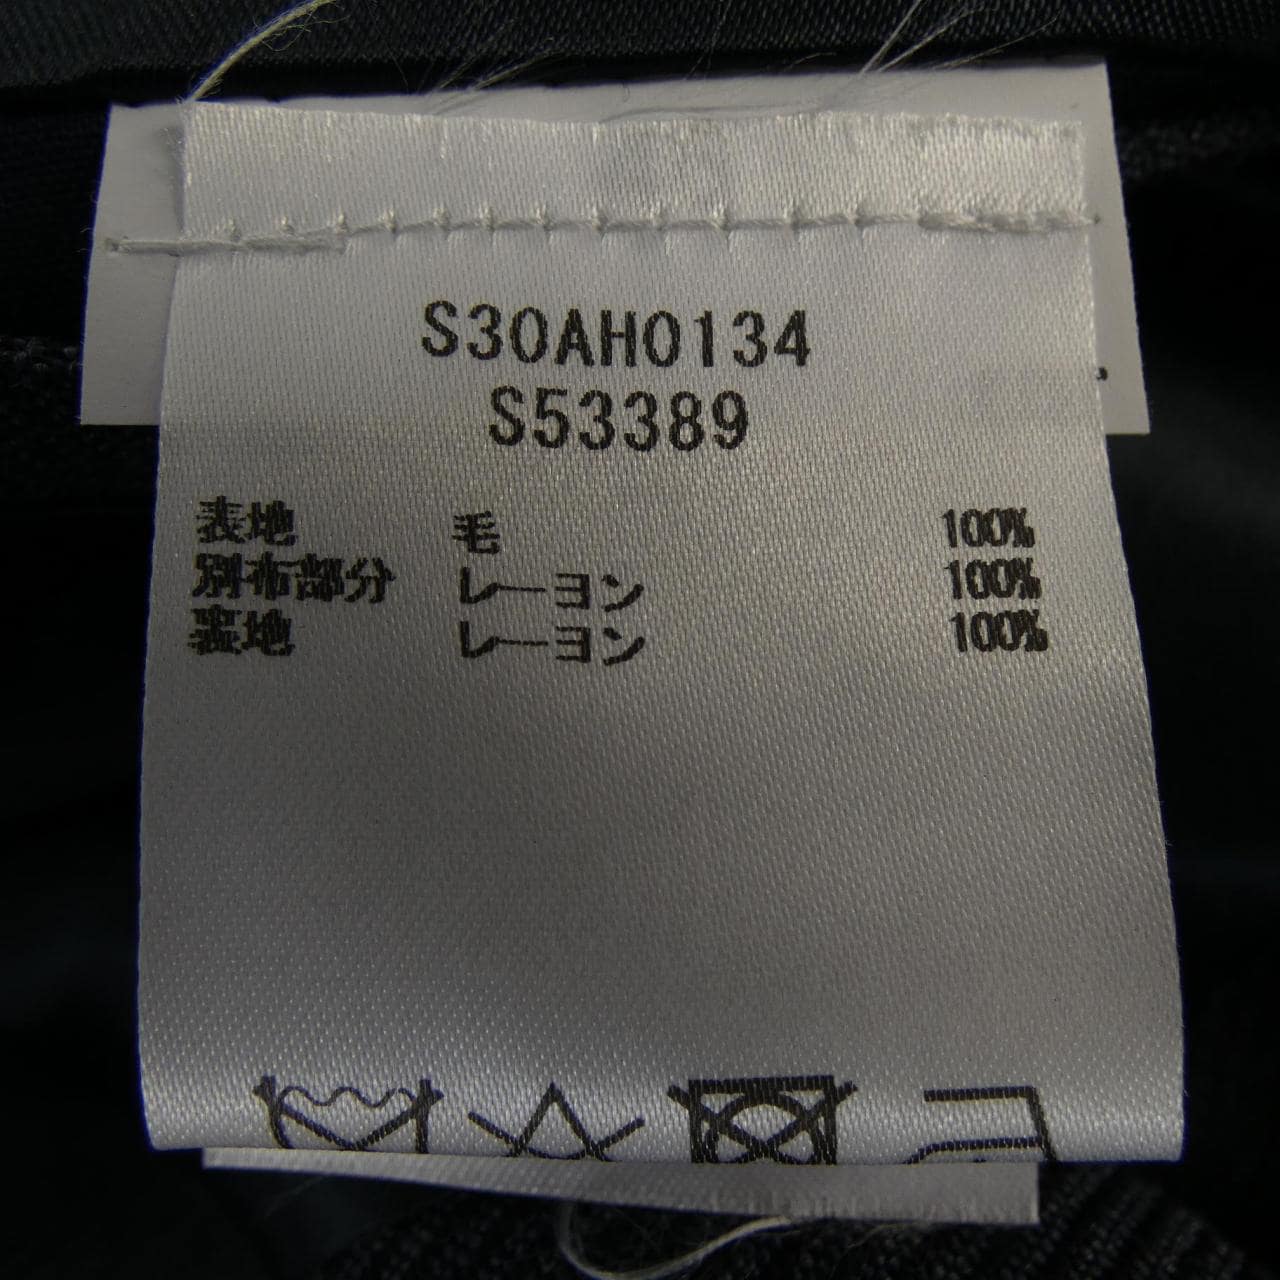 S30AH0134
S53389
表地 毛 100%
別布部分 レーヨン 100%
裏地 レーヨン 100%